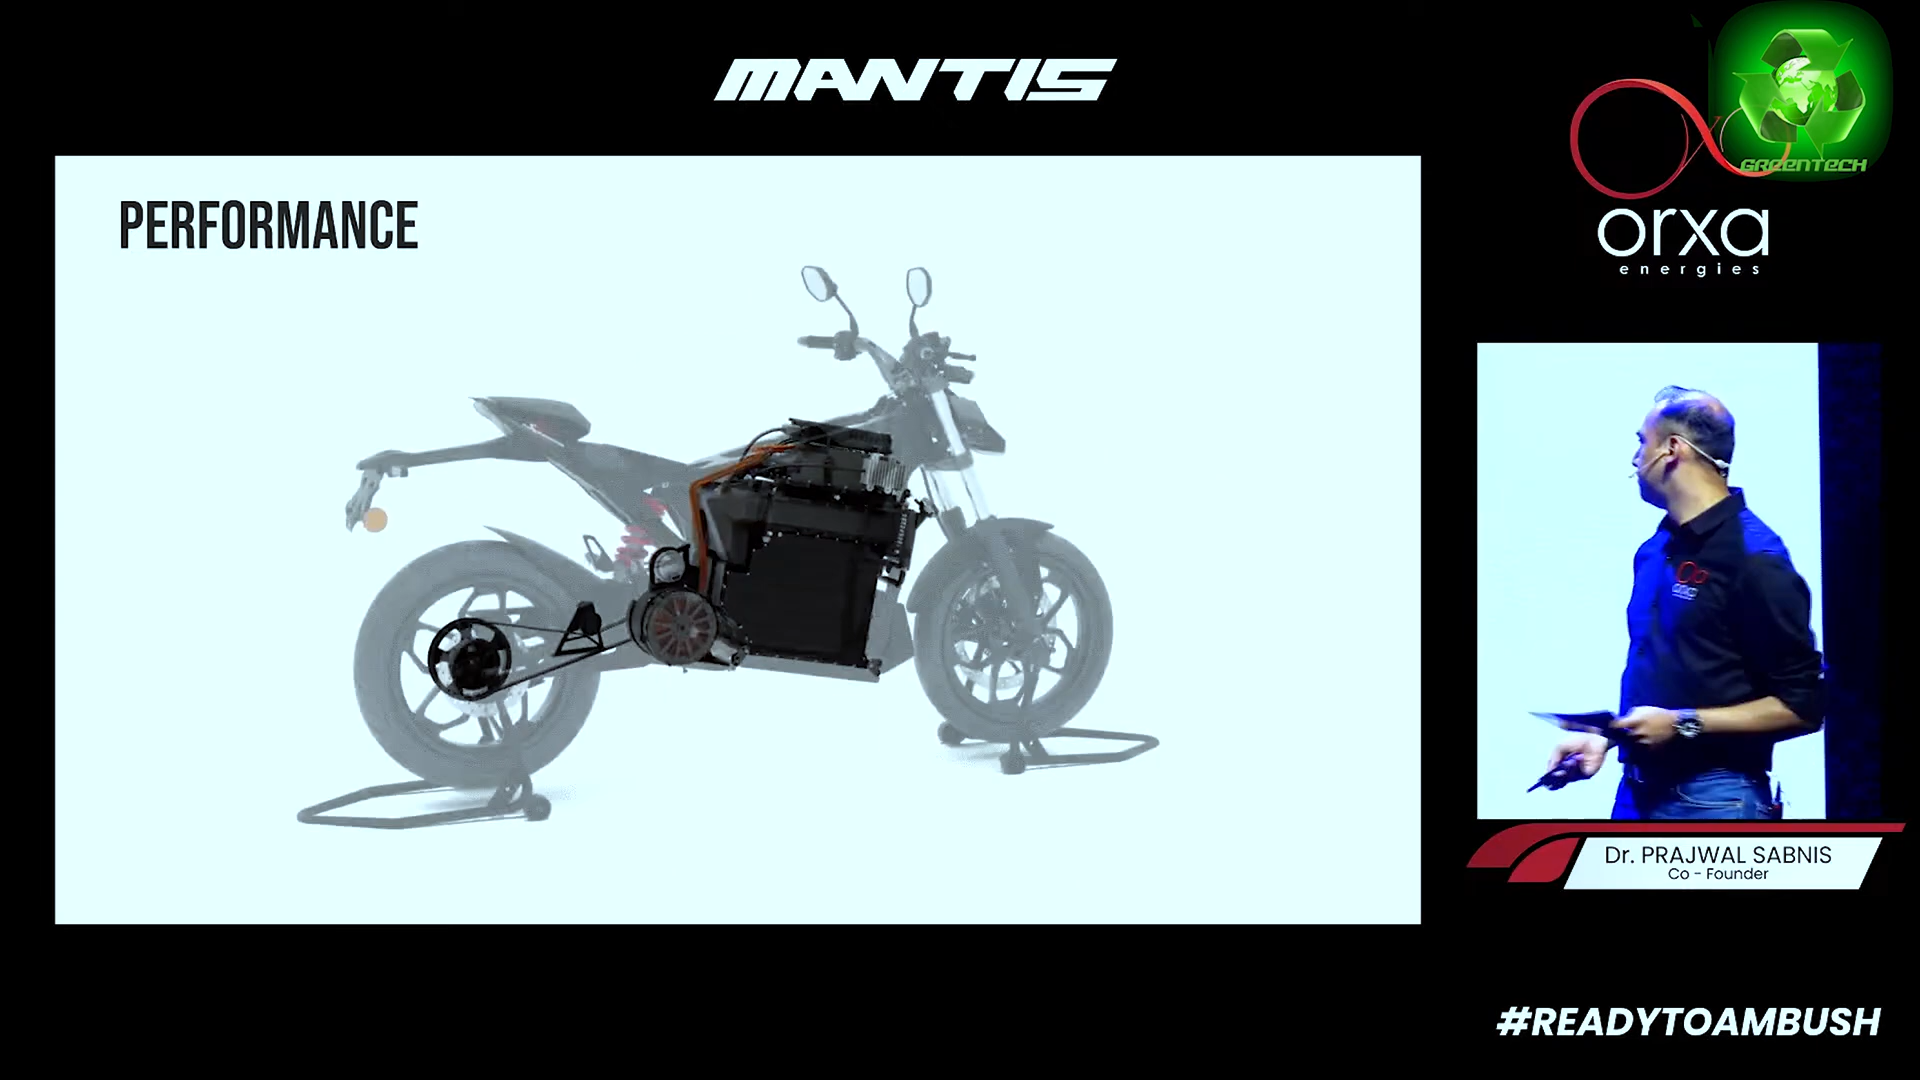 MANTIS
GREENTECH
orxa
energies
PERFORMANCE
Dr. PRAJWAL SABNIS
Co - Founder
#READYTOAMBUSH